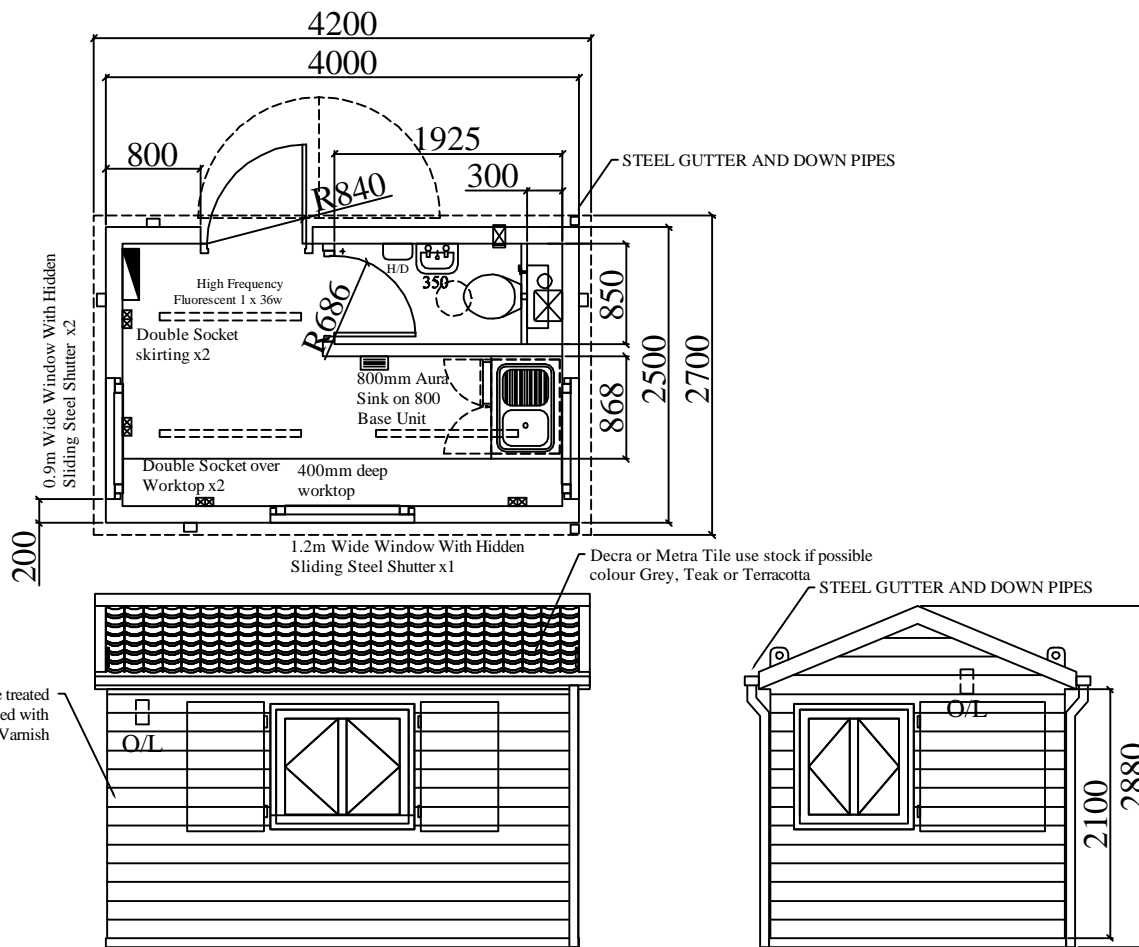 4200
4000
1925
STEEL GUTTER AND DOWN PIPES
800
300
R840
H/D
350
High Frequency
Fluorescent 1 x 36w
R686
850
2500
2700
0.9m Wide Window With Hidden
Sliding Steel Shutter x2
Double Socket
skirting x2
800mm Aura
Sink on 800
Base Unit
868
Double Socket over
Worktop x2
400mm deep
worktop
200
1.2m Wide Window With Hidden
Sliding Steel Shutter x1
Decra or Metra Tile use stock if possible
colour Grey, Teak or Terracotta
STEEL GUTTER AND DOWN PIPES
treated
with
Varnish
O/L
O/L
2100
2880